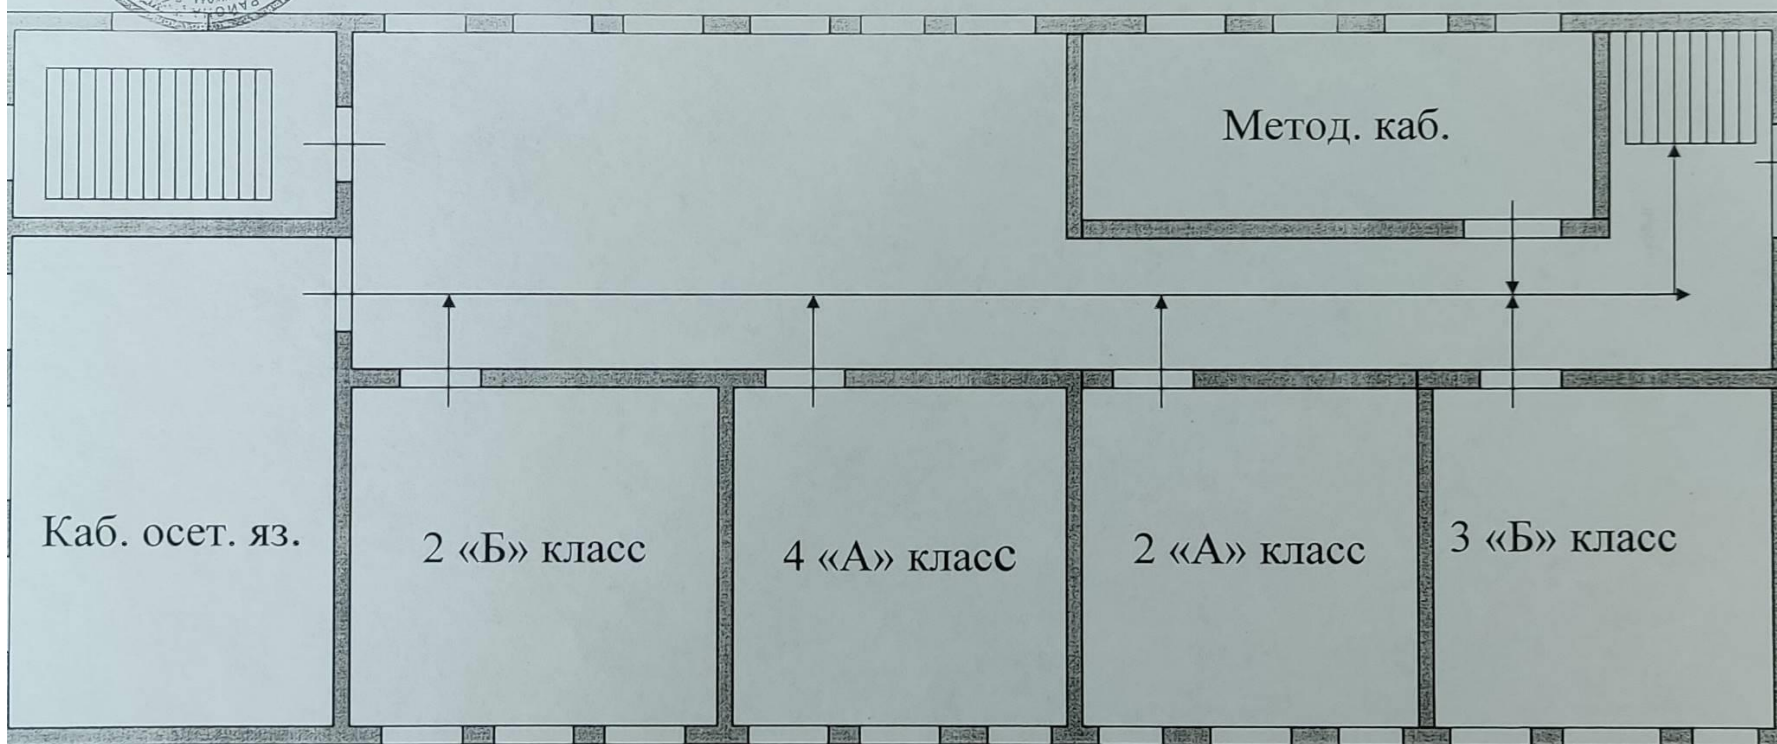 Метод. каб.
Каб. осет. яз.
2 «Б» класс
4 «А» класс
2 «А» класс
3 «Б» класс